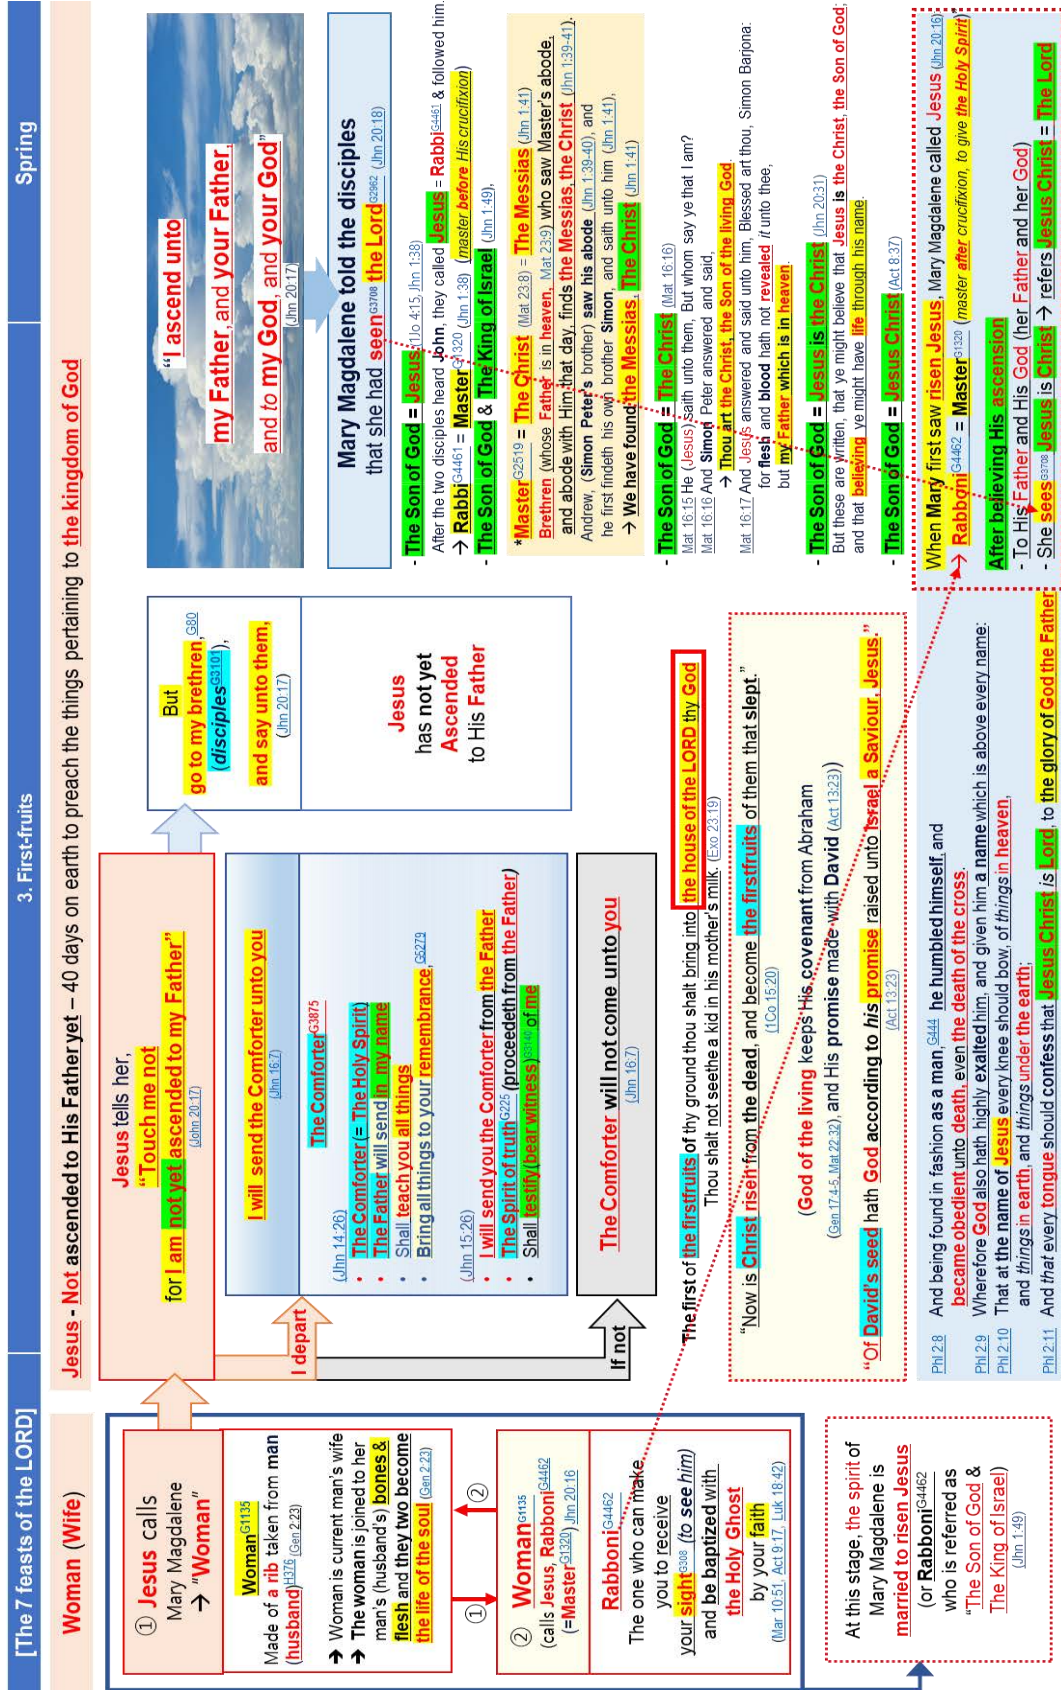 [The 7 feasts of the LORD]
3. First-fruits
Spring
Woman (Wife)
Jesus - Not ascended to His Father yet – 40 days on earth to preach the things pertaining to the kingdom of God
① Jesus calls
Mary Magdalene
→ "Woman"
Woman G1135
Made of a rib taken from man
(husband) H376 (Gen 2:23)
→ Woman is current man's wife
→ The woman is joined to her
man's (husband's) bones &
flesh and they two become
the life of the soul (Gen 2:23)
① ②
② Woman G1135
(calls Jesus, Rabboni G4462
(=Master G1320) Jhn 20:16
Rabboni G4462
The one who can make
you to receive
your sight G308 (to see him)
and be baptized with
the Holy Ghost
by your faith
(Mar 10:51, Act 9:17, Luk 18:42)
At this stage, the spirit of
Mary Magdalene is
married to risen Jesus
(or Rabboni G4462
who is referred as
"The Son of God &
The King of Israel)
(Jhn 1:49)
Jesus tells her,
"Touch me not
for I am not yet ascended to my Father"
(John 20:17)
I depart
If not
I will send the Comforter unto you
(Jhn 16:7)
The Comforter G3875
(Jhn 14:26)
• The Comforter (= The Holy Spirit)
• The Father will send in my name
• Shall teach you all things
• Bring all things to your remembrance, G5279
(Jhn 15:26)
• I will send you the Comforter from the Father
• The Spirit of truth G225 (proceedeth from the Father)
• Shall testify (bear witness) G3140 of me
The Comforter will not come unto you
(Jhn 16:7)
But
go to my brethren, G80
(disciples G3101),
and say unto them,
(Jhn 20:17)
Jesus
has not yet
Ascended
to His Father
The first of the firstfruits of thy ground thou shalt bring into the house of the LORD thy God
Thou shalt not seethe a kid in his mother's milk. (Exo 23:19)
"Now is Christ risen from the dead, and become the firstfruits of them that slept."
(1Co 15:20)
(God of the living keeps His covenant from Abraham
(Gen 17:4-5, Mat 22:32), and His promise made with David (Act 13:23))
"Of David's seed hath God according to his promise raised unto Israel a Saviour, Jesus."
(Act 13:23)
Phl 2:8 And being found in fashion as a man, G444 he humbled himself, and
became obedient unto death, even the death of the cross.
Phl 2:9 Wherefore God also hath highly exalted him, and given him a name which is above every name:
Phl 2:10 That at the name of Jesus every knee should bow, of things in heaven,
and things in earth, and things under the earth;
Phl 2:11 And that every tongue should confess that Jesus Christ is Lord, to the glory of God the Father
"I ascend unto
my Father, and your Father,
and to my God, and your God"
(Jhn 20:17)
Mary Magdalene told the disciples
that she had seen G3708 the Lord G2962 (Jhn 20:18)
- The Son of God = Jesus (1Jo 4:15, Jhn 1:38)
After the two disciples heard John, they called Jesus = Rabbi G4461 & followed him.
→ Rabbi G4461 = Master G1320 (Jhn 1:38) (master before His crucifixion)
- The Son of God & The King of Israel (Jhn 1:49),
*Master G2519 = The Christ (Mat 23:8) = The Messias (Jhn 1:41)
Brethren (whose Father is in heaven, Mat 23:9) who saw Master's abode,
and abode with Him that day, finds the Messias, the Christ (Jhn 1:39-41).
Andrew, (Simon Peter's brother) saw his abode (Jhn 1:39-40), and
he first findeth his own brother Simon, and saith unto him (Jhn 1:41),
→ We have found the Messias, The Christ (Jhn 1:41)
- The Son of God = The Christ (Mat 16:16)
Mat 16:15 He (Jesus) saith unto them, But whom say ye that I am?
Mat 16:16 And Simon Peter answered and said,
→ Thou art the Christ, the Son of the living God.
Mat 16:17 And Jesus answered and said unto him, Blessed art thou, Simon Barjona:
for flesh and blood hath not revealed it unto thee,
but my Father which is in heaven.
- The Son of God = Jesus is the Christ (Jhn 20:31)
But these are written, that ye might believe that Jesus is the Christ, the Son of God;
and that believing ye might have life through his name.
- The Son of God = Jesus Christ (Act 8:37)
When Mary first saw risen Jesus, Mary Magdalene called Jesus (Jhn 20:16)
→ Rabboni G4462 = Master G1320 (master after crucifixion, to give the Holy Spirit)"
After believing His ascension
- To His Father and His God (her Father and her God)
- She sees G3708 Jesus is Christ → refers Jesus Christ = The Lord